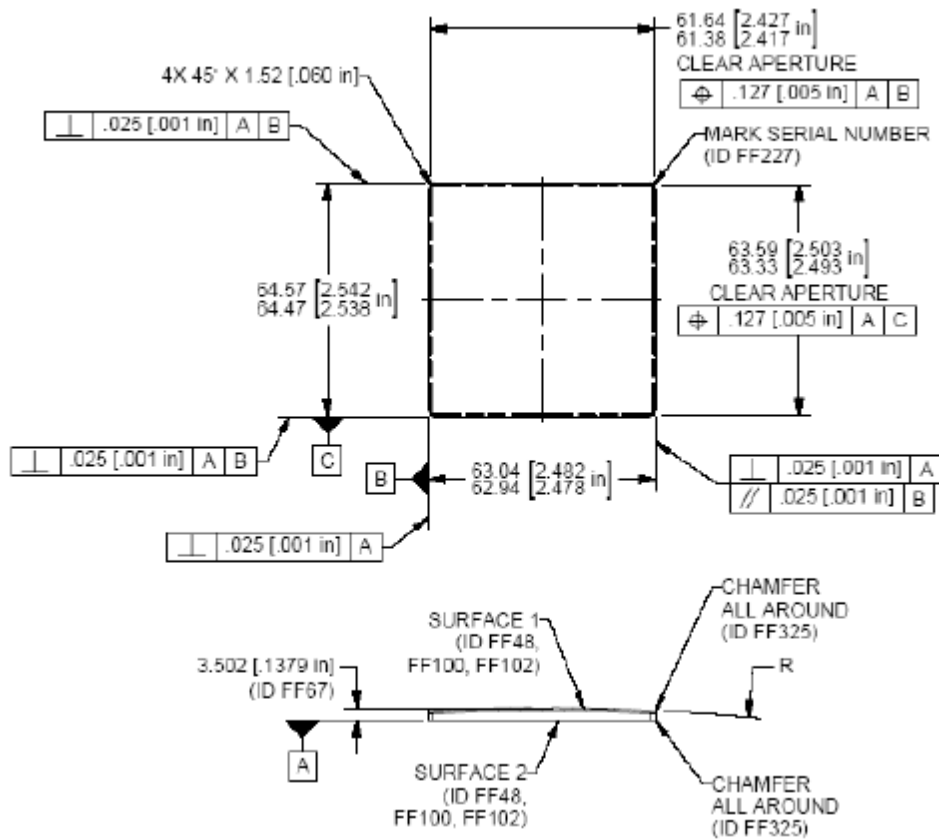 61.64 [2.427
61.38 [2.417 in]
CLEAR APERTURE
⌖ .127 [.005 in] A B
4X 45° X 1.52 [.060 in]
⊥ .025 [.001 in] A B
MARK SERIAL NUMBER
(ID FF227)
64.57 [2.542
64.47 [2.538 in]
63.59 [2.503
63.33 [2.493 in]
CLEAR APERTURE
⌖ .127 [.005 in] A C
⊥ .025 [.001 in] A B
C
B
63.04 [2.482
62.94 [2.478 in]
⊥ .025 [.001 in] A
// .025 [.001 in] B
⊥ .025 [.001 in] A
SURFACE 1
(ID FF48,
FF100, FF102)
CHAMFER
ALL AROUND
(ID FF325)
3.502 [.1379 in]
(ID FF67)
R
A
SURFACE 2
(ID FF48,
FF100, FF102)
CHAMFER
ALL AROUND
(ID FF325)